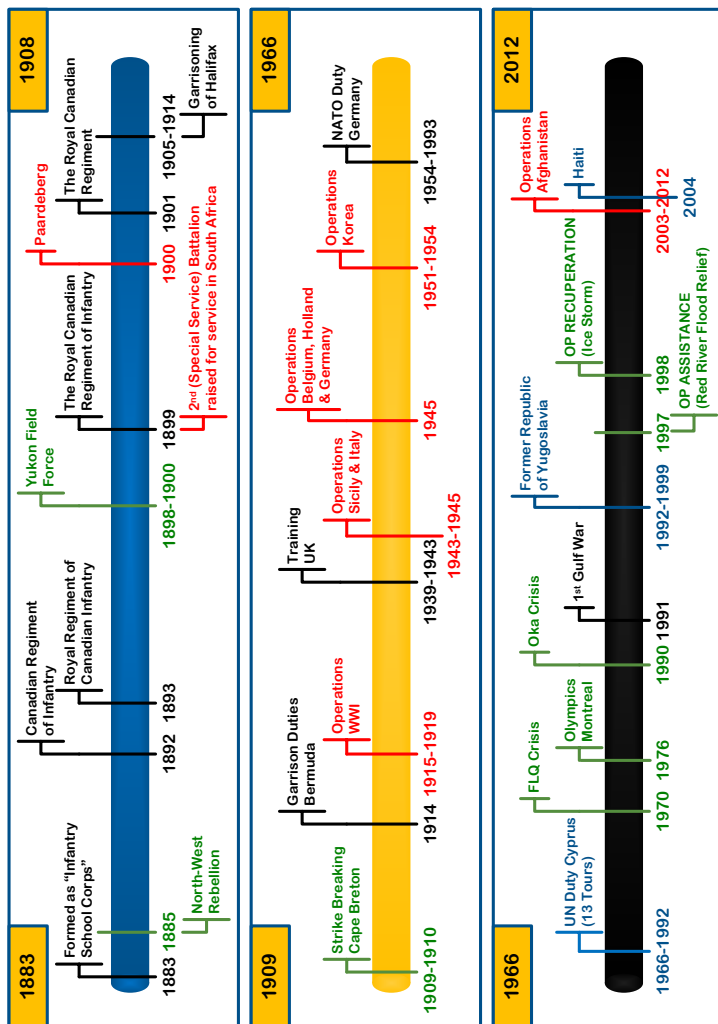 1883
1908
Formed as “Infantry
School Corps”
1883
1885
North-West
Rebellion
Canadian Regiment
of Infantry
1892
Royal Regiment of
Canadian Infantry
1893
Yukon Field
Force
1898-1900
The Royal Canadian
Regiment of Infantry
1899
2nd (Special Service) Battalion
raised for service in South Africa
Paardeberg
1900
The Royal Canadian
Regiment
1901
1905-1914
Garrisoning
of Halifax
1909
1966
Strike Breaking
Cape Breton
1909-1910
Garrison Duties
Bermuda
1914
Operations
WWI
1915-1919
Training
UK
1939-1943
Operations
Sicily & Italy
1943-1945
Operations
Belgium, Holland
& Germany
1945
Operations
Korea
1951-1954
NATO Duty
Germany
1954-1993
1966
2012
UN Duty Cyprus
(13 Tours)
1966-1992
FLQ Crisis
1970
Olympics
Montreal
1976
Oka Crisis
1990
1st Gulf War
1991
Former Republic
of Yugoslavia
1992-1999
1997
OP ASSISTANCE
(Red River Flood Relief)
OP RECUPERATION
(Ice Storm)
1998
Operations
Afghanistan
2003-2012
Haiti
2004